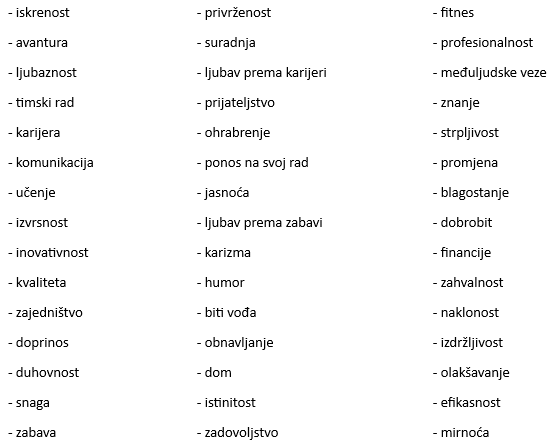 - iskrenost
- avantura
- ljubaznost
- timski rad
- karijera
- komunikacija
- učenje
- izvrsnost
- inovativnost
- kvaliteta
- zajedništvo
- doprinos
- duhovnost
- snaga
- zabava
- privrženost
- suradnja
- ljubav prema karijeri
- prijateljstvo
- ohrabrenje
- ponos na svoj rad
- jasnoća
- ljubav prema zabavi
- karizma
- humor
- biti vođa
- obnavljanje
- dom
- istinitost
- zadovoljstvo
- fitnes
- profesionalnost
- međuljudske veze
- znanje
- strpljivost
- promjena
- blagostanje
- dobrobit
- financije
- zahvalnost
- naklonost
- izdržljivost
- olakšavanje
- efikasnost
- mirnoća